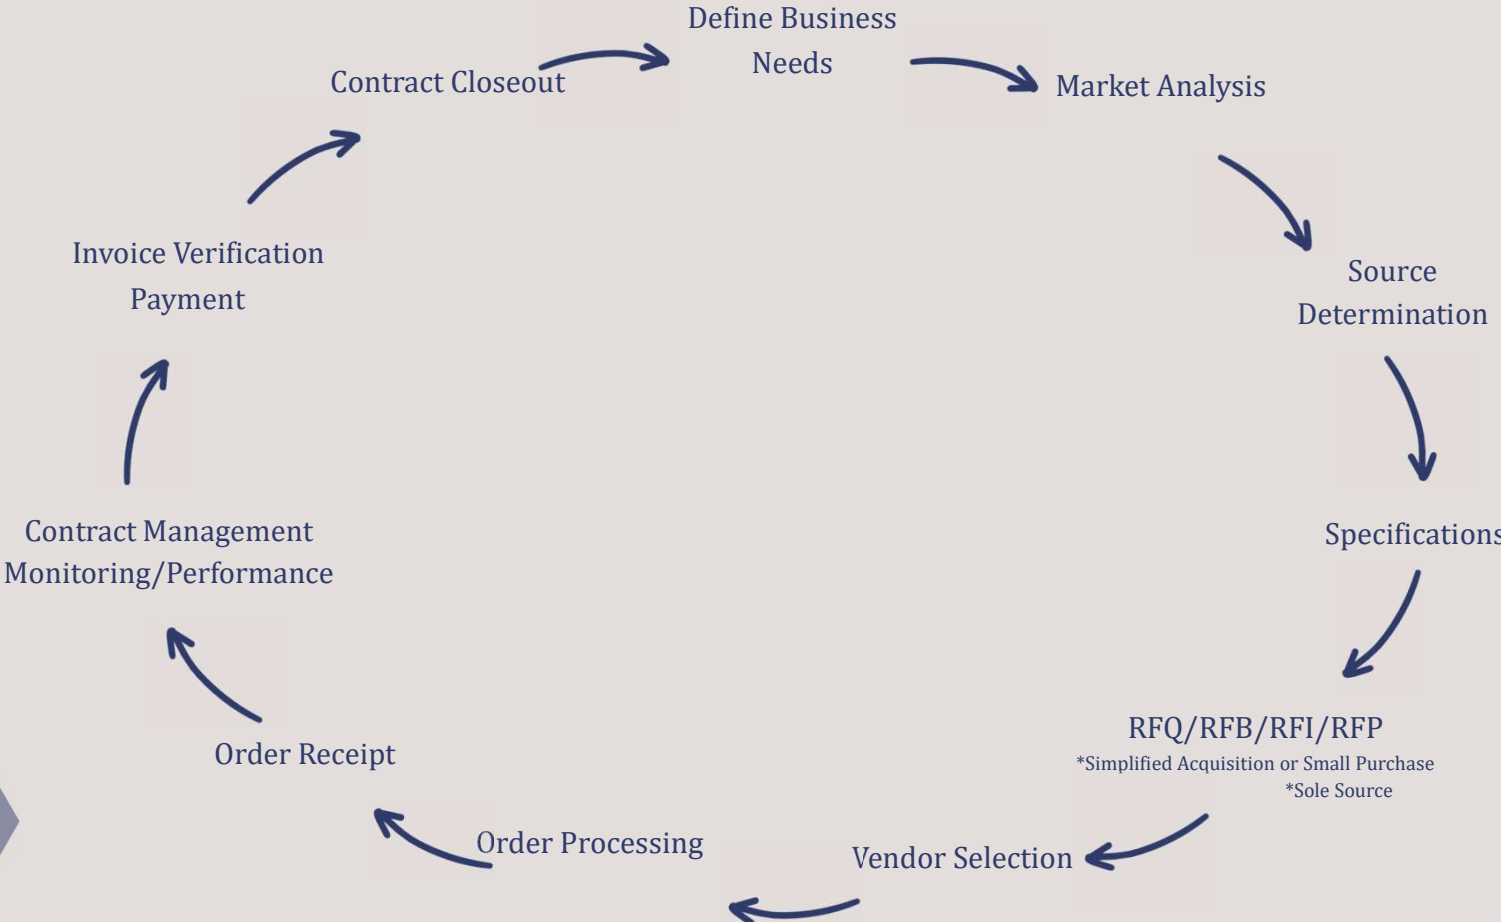 Define Business
Needs
Market Analysis
Source
Determination
Specifications
RFQ/RFB/RFI/RFP
*Simplified Acquisition or Small Purchase
*Sole Source
Vendor Selection
Order Processing
Order Receipt
Contract Management
Monitoring/Performance
Invoice Verification
Payment
Contract Closeout